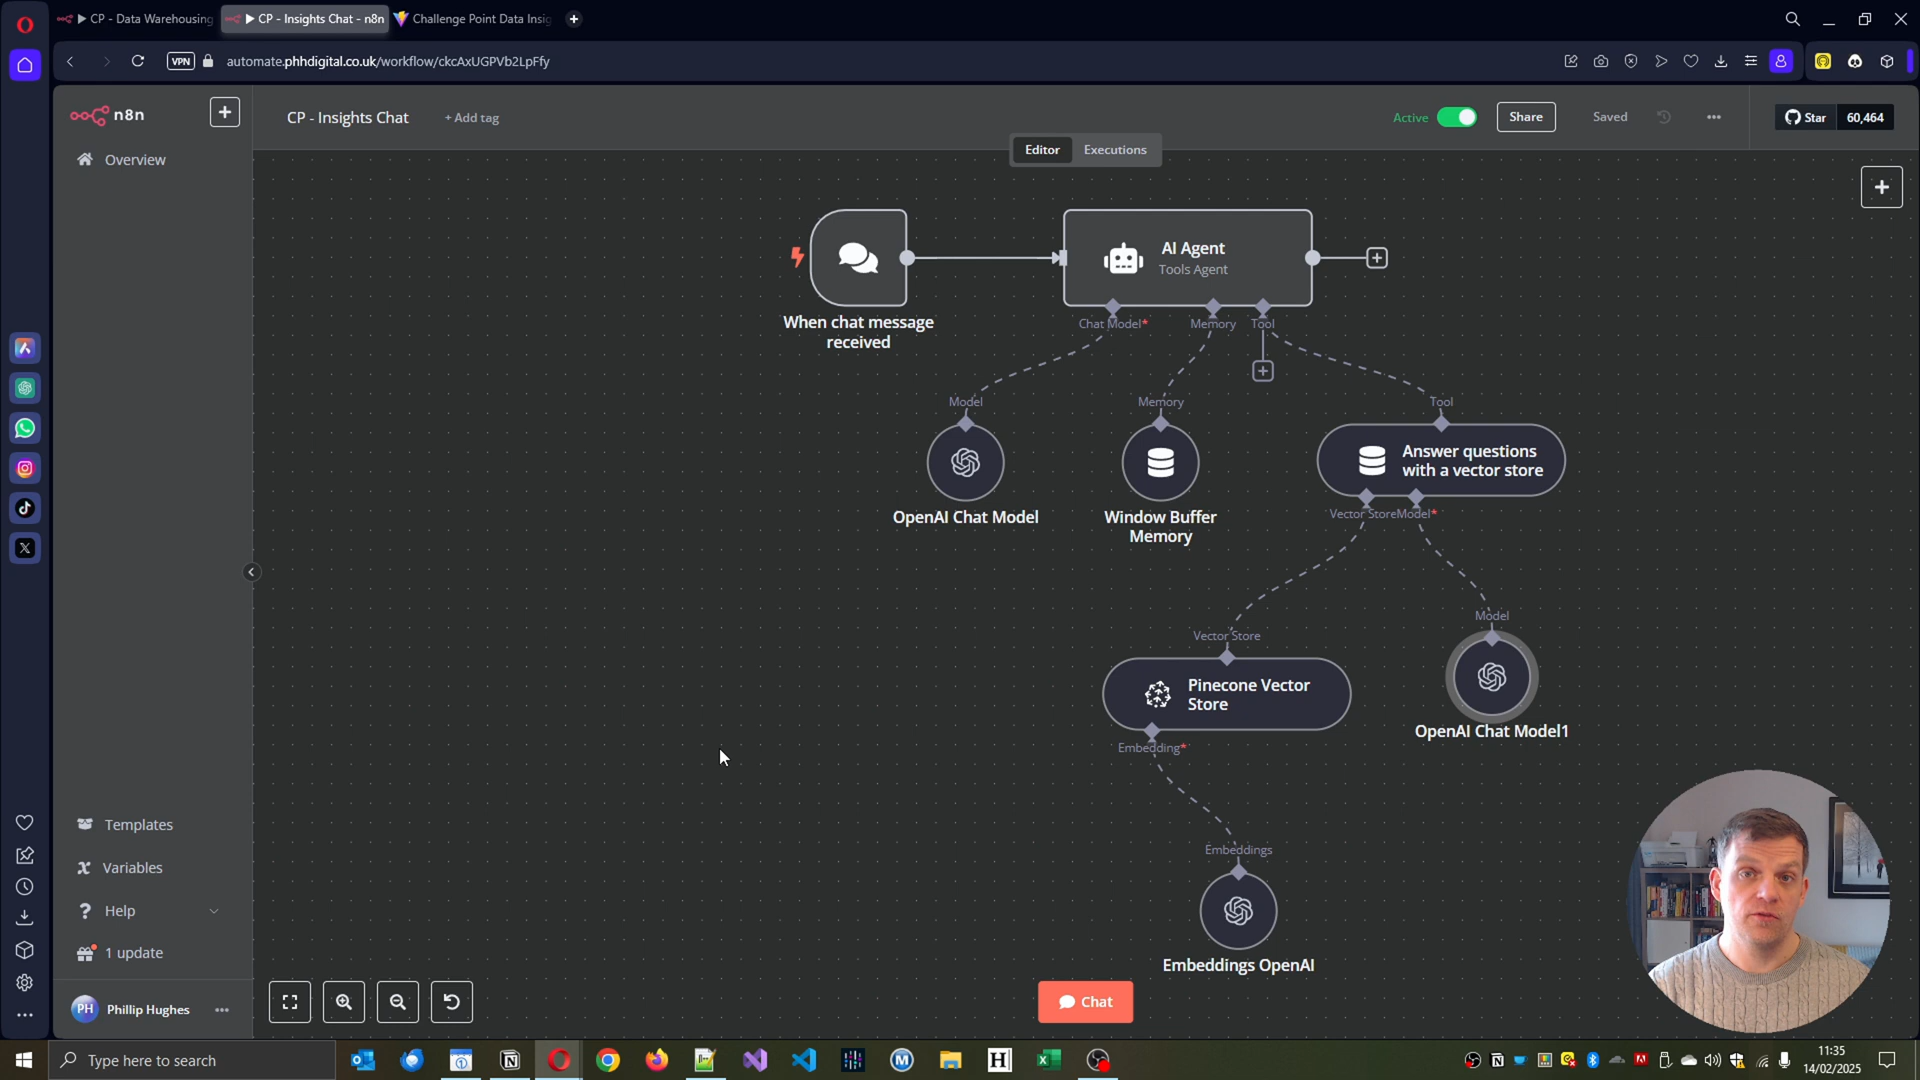 CP - Data Warehousing
CP - Insights Chat - n8n
Challenge Point Data Insig
VPN
automate.phhdigital.co.uk/workflow/ckcAxUGPVb2LpFfy
n8n
CP - Insights Chat
+ Add tag
Active
Share
Saved
Star
60,464
Editor
Executions
Overview
AI Agent
Tools Agent
When chat message
received
Chat Model*
Memory
Tool
Model
Memory
Tool
Answer questions
with a vector store
OpenAI Chat Model
Window Buffer
Memory
Vector Store
Model*
Model
Vector Store
Pinecone Vector
Store
OpenAI Chat Model1
Embedding*
Embeddings
Embeddings OpenAI
Templates
Variables
Help
1 update
PH
Phillip Hughes
Chat
Type here to search
11:35
14/02/2025